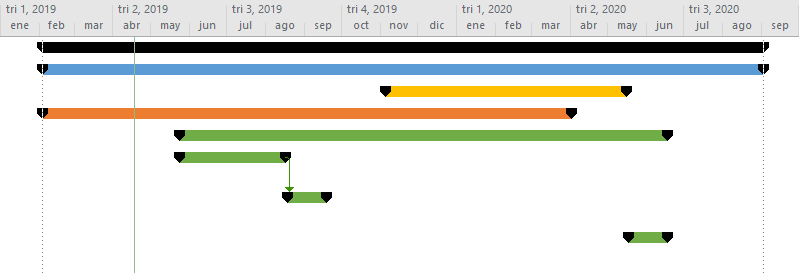 tri 1, 2019 tri 2, 2019 tri 3, 2019 tri 4, 2019 tri 1, 2020 tri 2, 2020 tri 3, 2020
ene feb mar abr may jun jul ago sep oct nov dic ene feb mar abr may jun jul ago sep